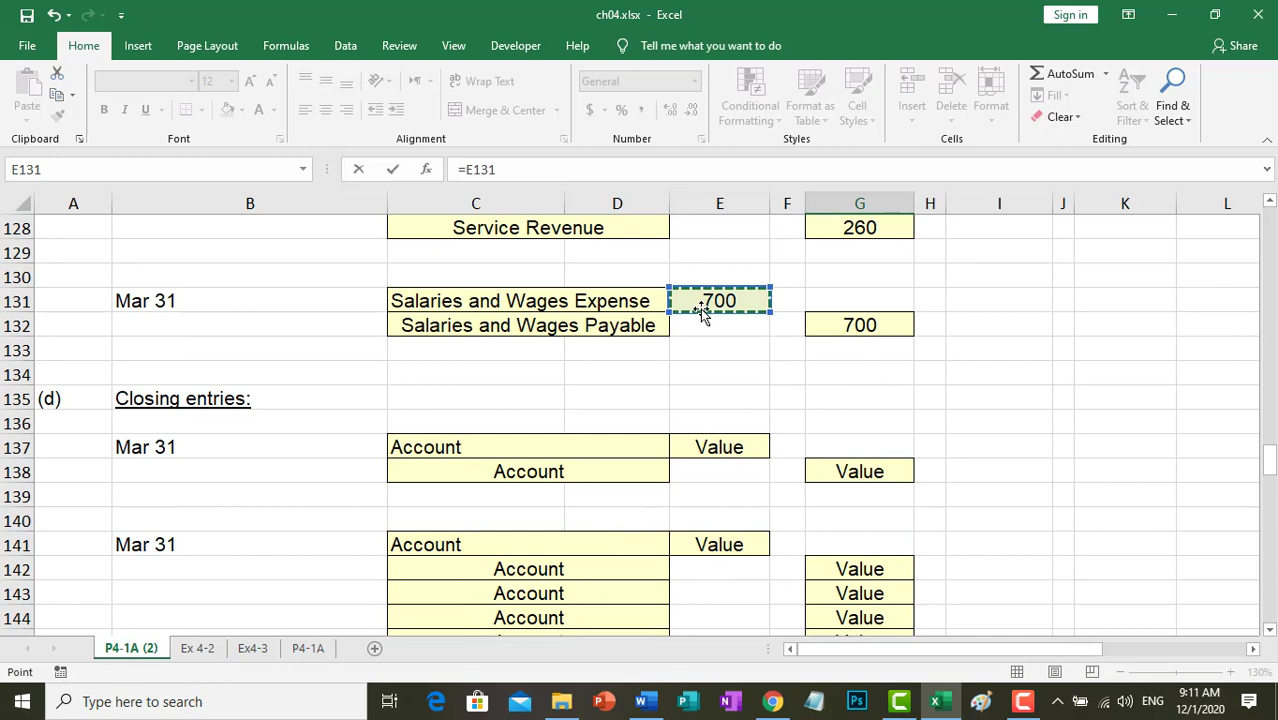 ch04.xlsx - Excel
Sign in
File Home Insert Page Layout Formulas Data Review View Developer Help Tell me what you want to do Share
Paste
12
A A
Wrap Text
General
Conditional Formatting
Format as Table
Cell Styles
Insert
Delete
Format
AutoSum
Fill
Clear
Sort & Filter
Find & Select
B I U
Merge & Center
$ % ,
Clipboard Font Alignment Number Styles Cells Editing
E131
fx
=E131
A B C D E F G H I J K L
128 Service Revenue 260
129
130
131 Mar 31 Salaries and Wages Expense 700
132 Salaries and Wages Payable 700
133
134
135 (d) Closing entries:
136
137 Mar 31 Account Value
138 Account Value
139
140
141 Mar 31 Account Value
142 Account Value
143 Account Value
144 Account Value
P4-1A (2) Ex 4-2 Ex4-3 P4-1A
Point
130%
Type here to search
ENG
9:11 AM
12/1/2020